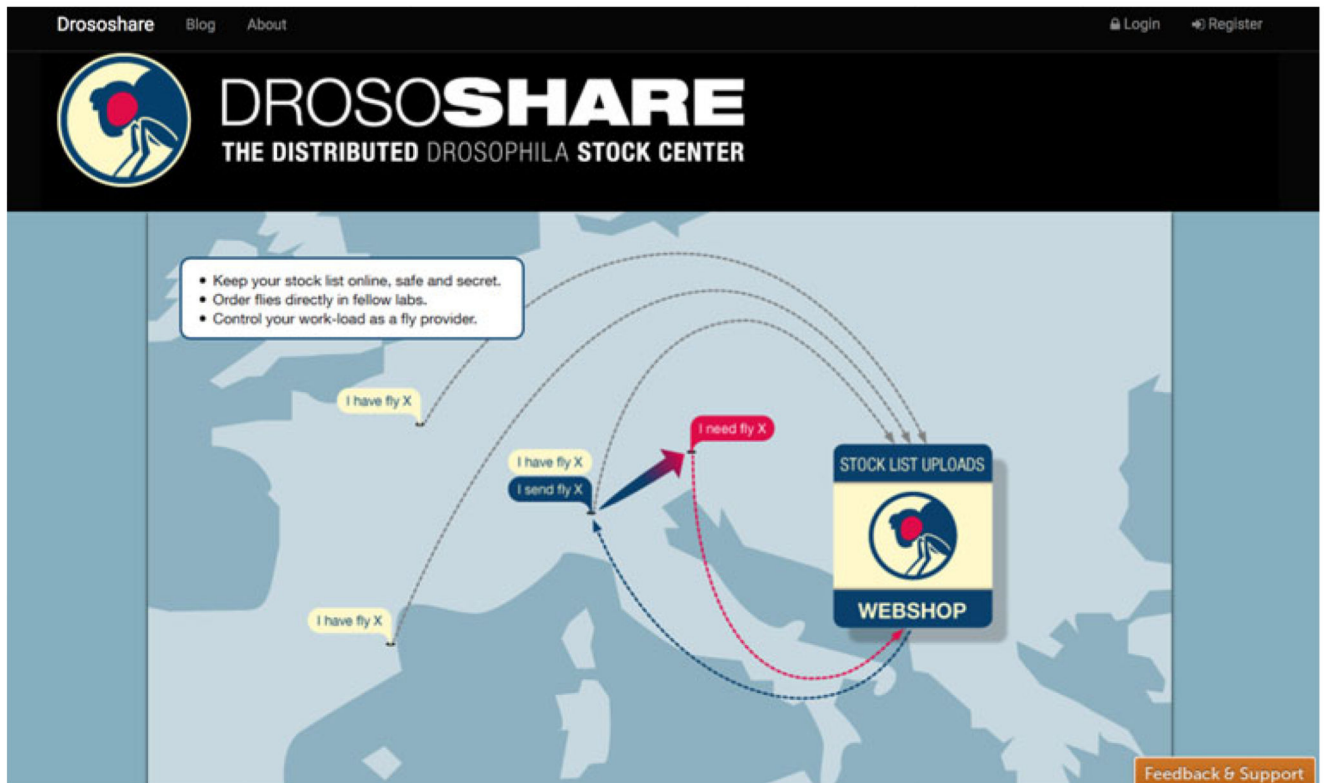 Drososhare Blog About Login Register
DROSOSHARE
THE DISTRIBUTED DROSOPHILA STOCK CENTER
• Keep your stock list online, safe and secret.
• Order flies directly in fellow labs.
• Control your work-load as a fly provider.
I have fly X
I need fly X
I have fly X
I send fly X
STOCK LIST UPLOADS
WEBSHOP
I have fly X
Feedback & Support